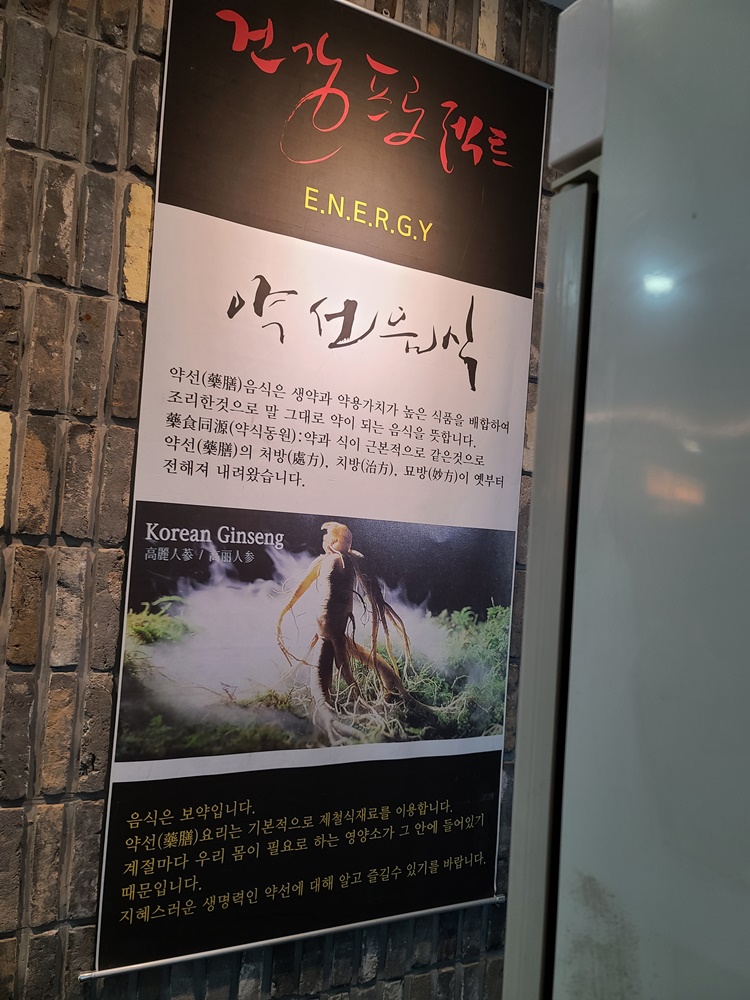 건강 프로젝트
E.N.E.R.G.Y
약선음식
약선(藥膳)음식은 생약과 약용가치가 높은 식품을 배합하여
조리한것으로 말 그대로 약이 되는 음식을 뜻합니다.
藥食同源(약식동원):약과 식이 근본적으로 같은것으로
약선(藥膳)의 처방(處方), 치방(治方), 묘방(妙方)이 옛부터
전해져 내려왔습니다.
Korean Ginseng
高麗人蔘 / 高丽人参
음식은 보약입니다.
약선(藥膳)요리는 기본적으로 제철식재료를 이용합니다.
계절마다 우리 몸이 필요로 하는 영양소가 그 안에 들어있기
때문입니다.
지혜스러운 생명력인 약선에 대해 알고 즐길수 있기를 바랍니다.